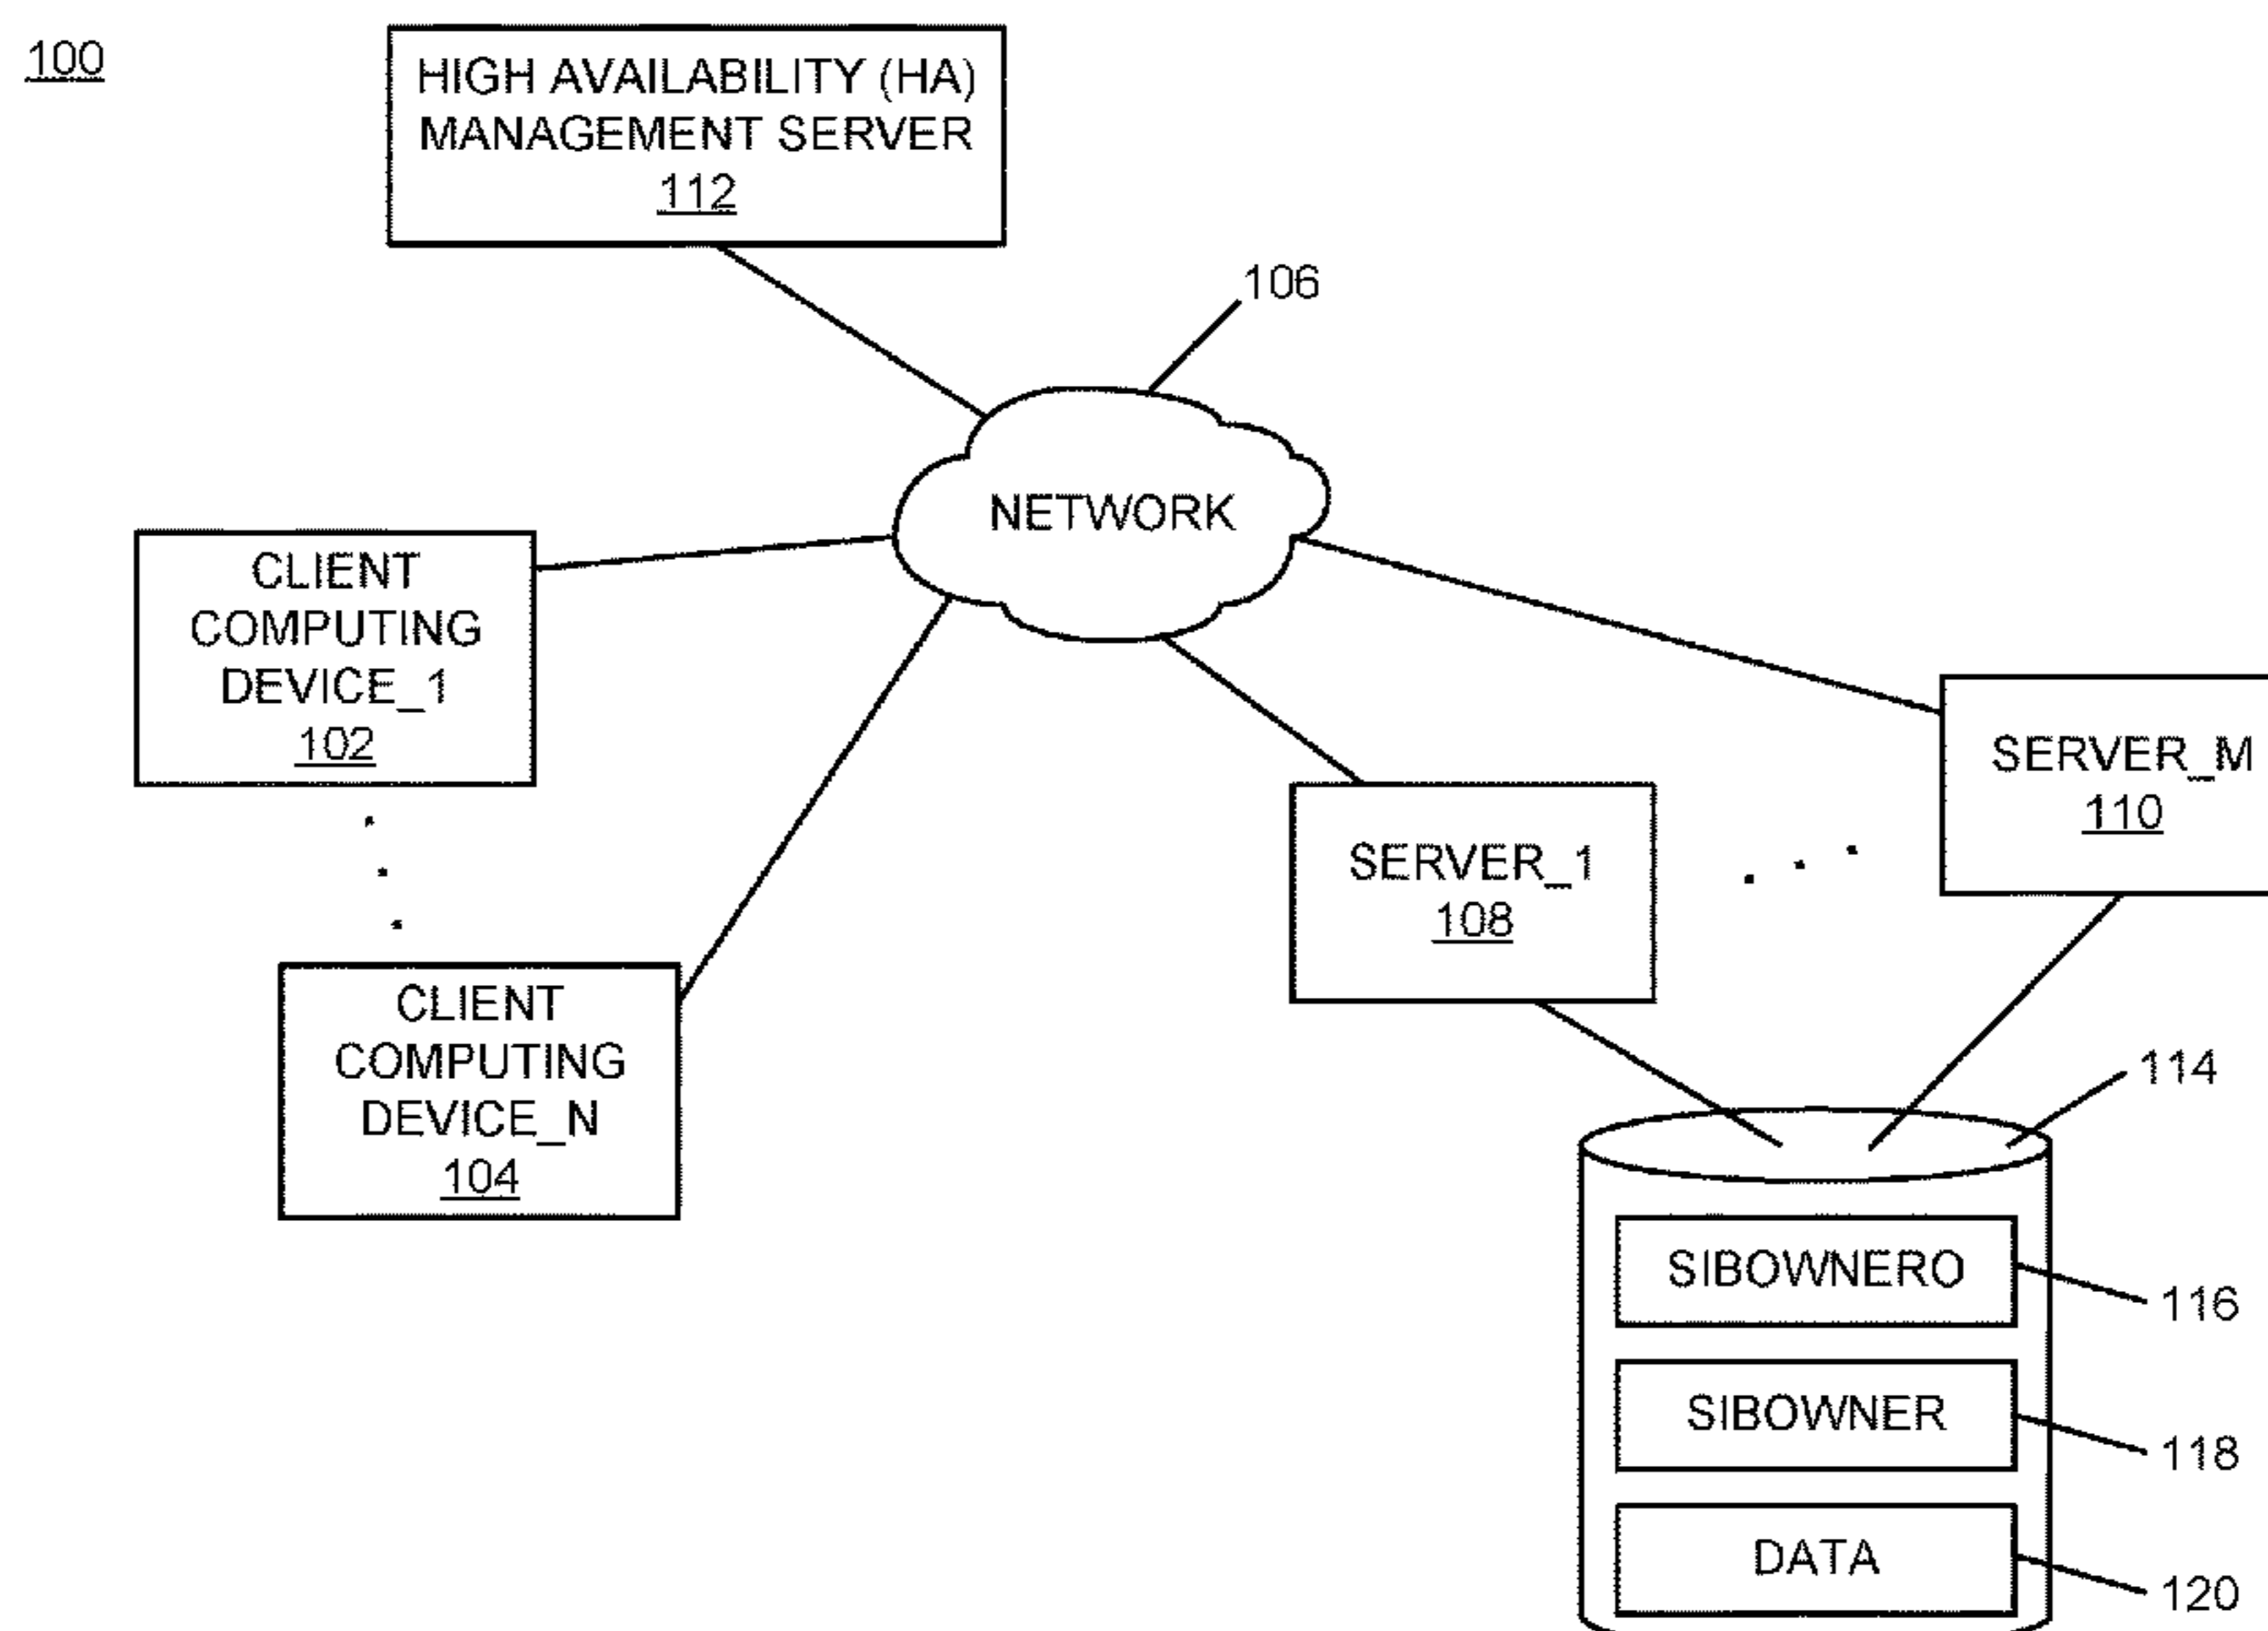 100
HIGH AVAILABILITY (HA)
MANAGEMENT SERVER
112
106
NETWORK
CLIENT
COMPUTING
DEVICE_1
102
SERVER_M
110
SERVER_1
108
CLIENT
COMPUTING
DEVICE_N
104
114
SIBOWNERO
116
SIBOWNER
118
DATA
120